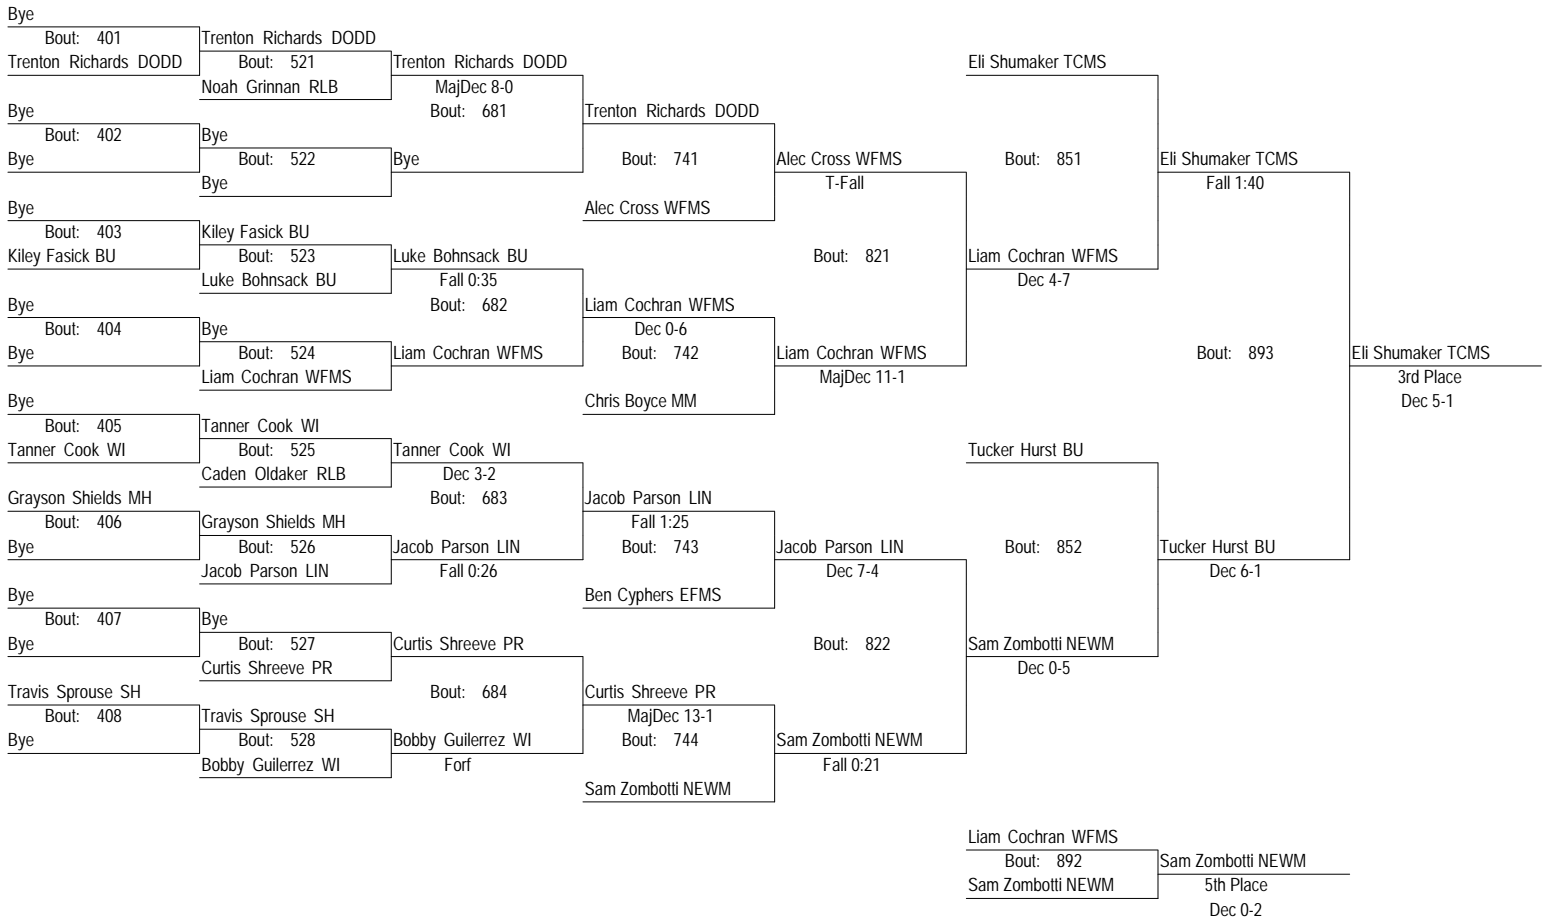 Bye
Bout: 401
Trenton Richards DODD
Trenton Richards DODD
Bout: 521
Noah Grinnan RLB
Trenton Richards DODD
MajDec 8-0
Bout: 681
Eli Shumaker TCMS
Bye
Bout: 402
Bye
Bye
Bout: 522
Bye
Bye
Trenton Richards DODD
Bout: 741
Alec Cross WFMS
Alec Cross WFMS
T-Fall
Bout: 851
Eli Shumaker TCMS
Fall 1:40
Bye
Bout: 403
Kiley Fasick BU
Kiley Fasick BU
Bout: 523
Luke Bohnsack BU
Luke Bohnsack BU
Fall 0:35
Bout: 682
Bout: 821
Liam Cochran WFMS
Dec 4-7
Bye
Bout: 404
Bye
Bye
Bout: 524
Liam Cochran WFMS
Liam Cochran WFMS
Liam Cochran WFMS
Dec 0-6
Bout: 742
Chris Boyce MM
Liam Cochran WFMS
MajDec 11-1
Bout: 893
Eli Shumaker TCMS
3rd Place
Dec 5-1
Bye
Bout: 405
Tanner Cook WI
Tanner Cook WI
Bout: 525
Caden Oldaker RLB
Tanner Cook WI
Dec 3-2
Bout: 683
Tucker Hurst BU
Grayson Shields MH
Bout: 406
Bye
Grayson Shields MH
Bout: 526
Jacob Parson LIN
Jacob Parson LIN
Fall 0:26
Jacob Parson LIN
Fall 1:25
Bout: 743
Ben Cyphers EFMS
Jacob Parson LIN
Dec 7-4
Bout: 852
Tucker Hurst BU
Dec 6-1
Bye
Bout: 407
Bye
Bye
Bout: 527
Curtis Shreeve PR
Curtis Shreeve PR
Bout: 684
Bout: 822
Sam Zombotti NEWM
Dec 0-5
Travis Sprouse SH
Bout: 408
Bye
Travis Sprouse SH
Bout: 528
Bobby Guilerrez WI
Bobby Guilerrez WI
Forf
Curtis Shreeve PR
MajDec 13-1
Bout: 744
Sam Zombotti NEWM
Sam Zombotti NEWM
Fall 0:21
Liam Cochran WFMS
Bout: 892
Sam Zombotti NEWM
Sam Zombotti NEWM
5th Place
Dec 0-2